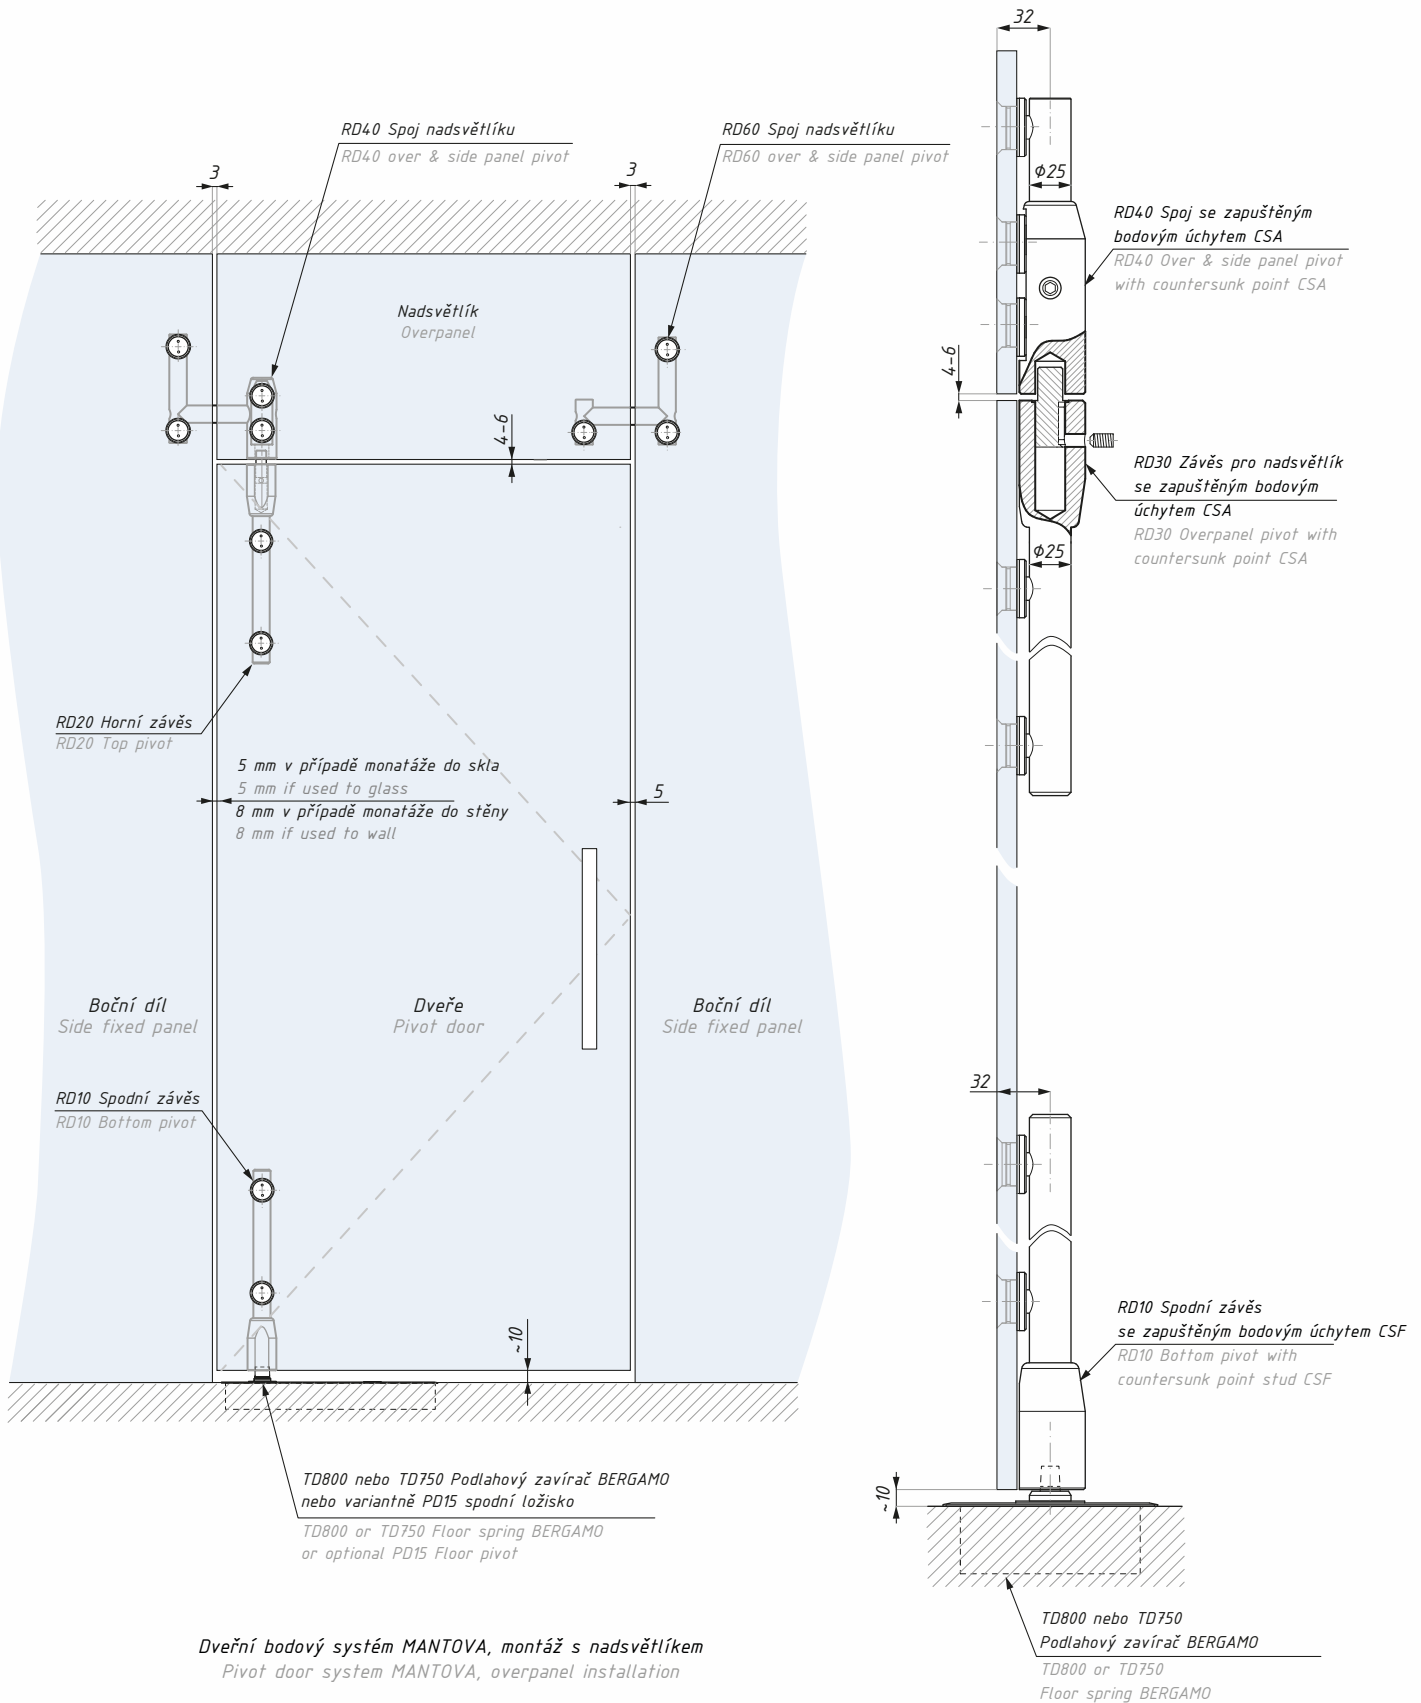 32
RD40 Spoj nadsvětlíku
RD40 over & side panel pivot
RD60 Spoj nadsvětlíku
RD60 over & side panel pivot
3
3
ϕ25
RD40 Spoj se zapuštěným
bodovým úchytem CSA
RD40 Over & side panel pivot
with countersunk point CSA
Nadsvětlík
Overpanel
4-6
4-6
RD30 Závěs pro nadsvětlík
se zapuštěným bodovým
úchytem CSA
RD30 Overpanel pivot with
countersunk point CSA
ϕ25
RD20 Horní závěs
RD20 Top pivot
5 mm v případě monatáže do skla
5 mm if used to glass
8 mm v případě monatáže do stěny
8 mm if used to wall
5
Boční díl
Side fixed panel
Dveře
Pivot door
Boční díl
Side fixed panel
32
RD10 Spodní závěs
RD10 Bottom pivot
~10
RD10 Spodní závěs
se zapuštěným bodovým úchytem CSF
RD10 Bottom pivot with
countersunk point stud CSF
TD800 nebo TD750 Podlahový zavírač BERGAMO
nebo variantně PD15 spodní ložisko
TD800 or TD750 Floor spring BERGAMO
or optional PD15 Floor pivot
~10
TD800 nebo TD750
Podlahový zavírač BERGAMO
TD800 or TD750
Floor spring BERGAMO
Dveřní bodový systém MANTOVA, montáž s nadsvětlíkem
Pivot door system MANTOVA, overpanel installation